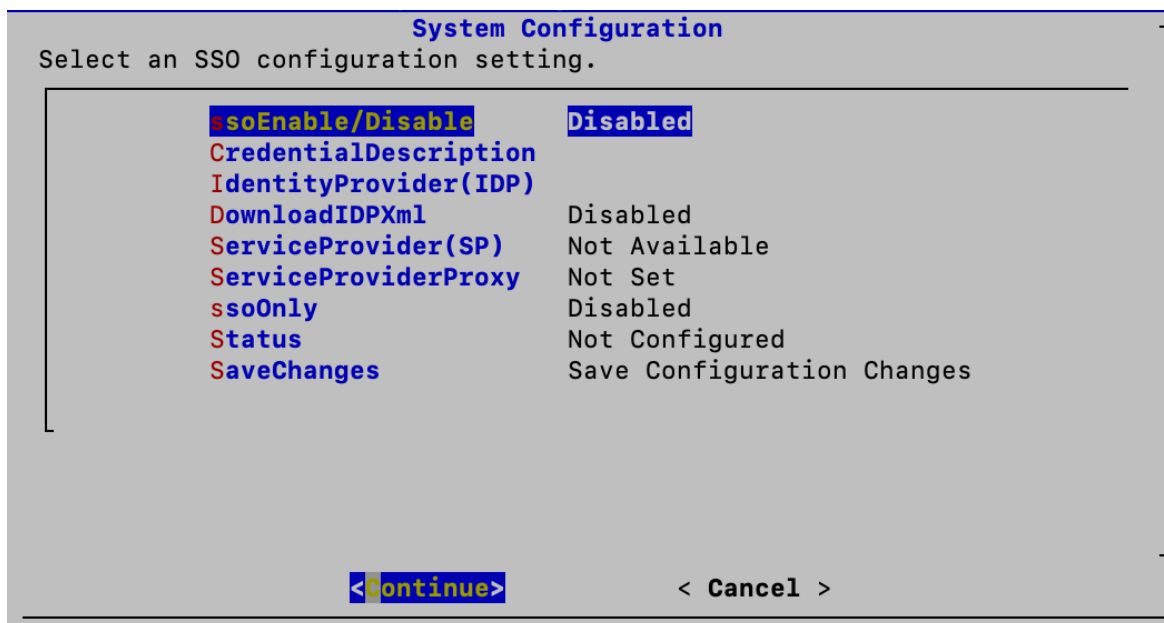 System Configuration
Select an SSO configuration setting.
ssoEnable/Disable Disabled
CredentialDescription
IdentityProvider(IDP)
DownloadIDPXml Disabled
ServiceProvider(SP) Not Available
ServiceProviderProxy Not Set
ssoOnly Disabled
Status Not Configured
SaveChanges Save Configuration Changes
<Continue> < Cancel >